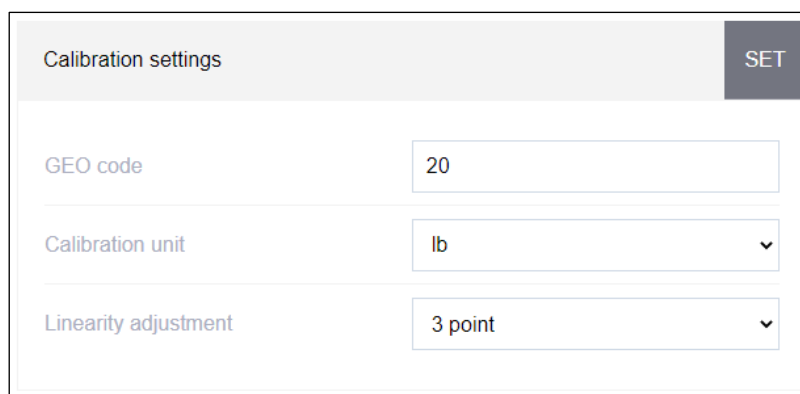 Calibration settings SET
GEO code 20
Calibration unit lb
Linearity adjustment 3 point